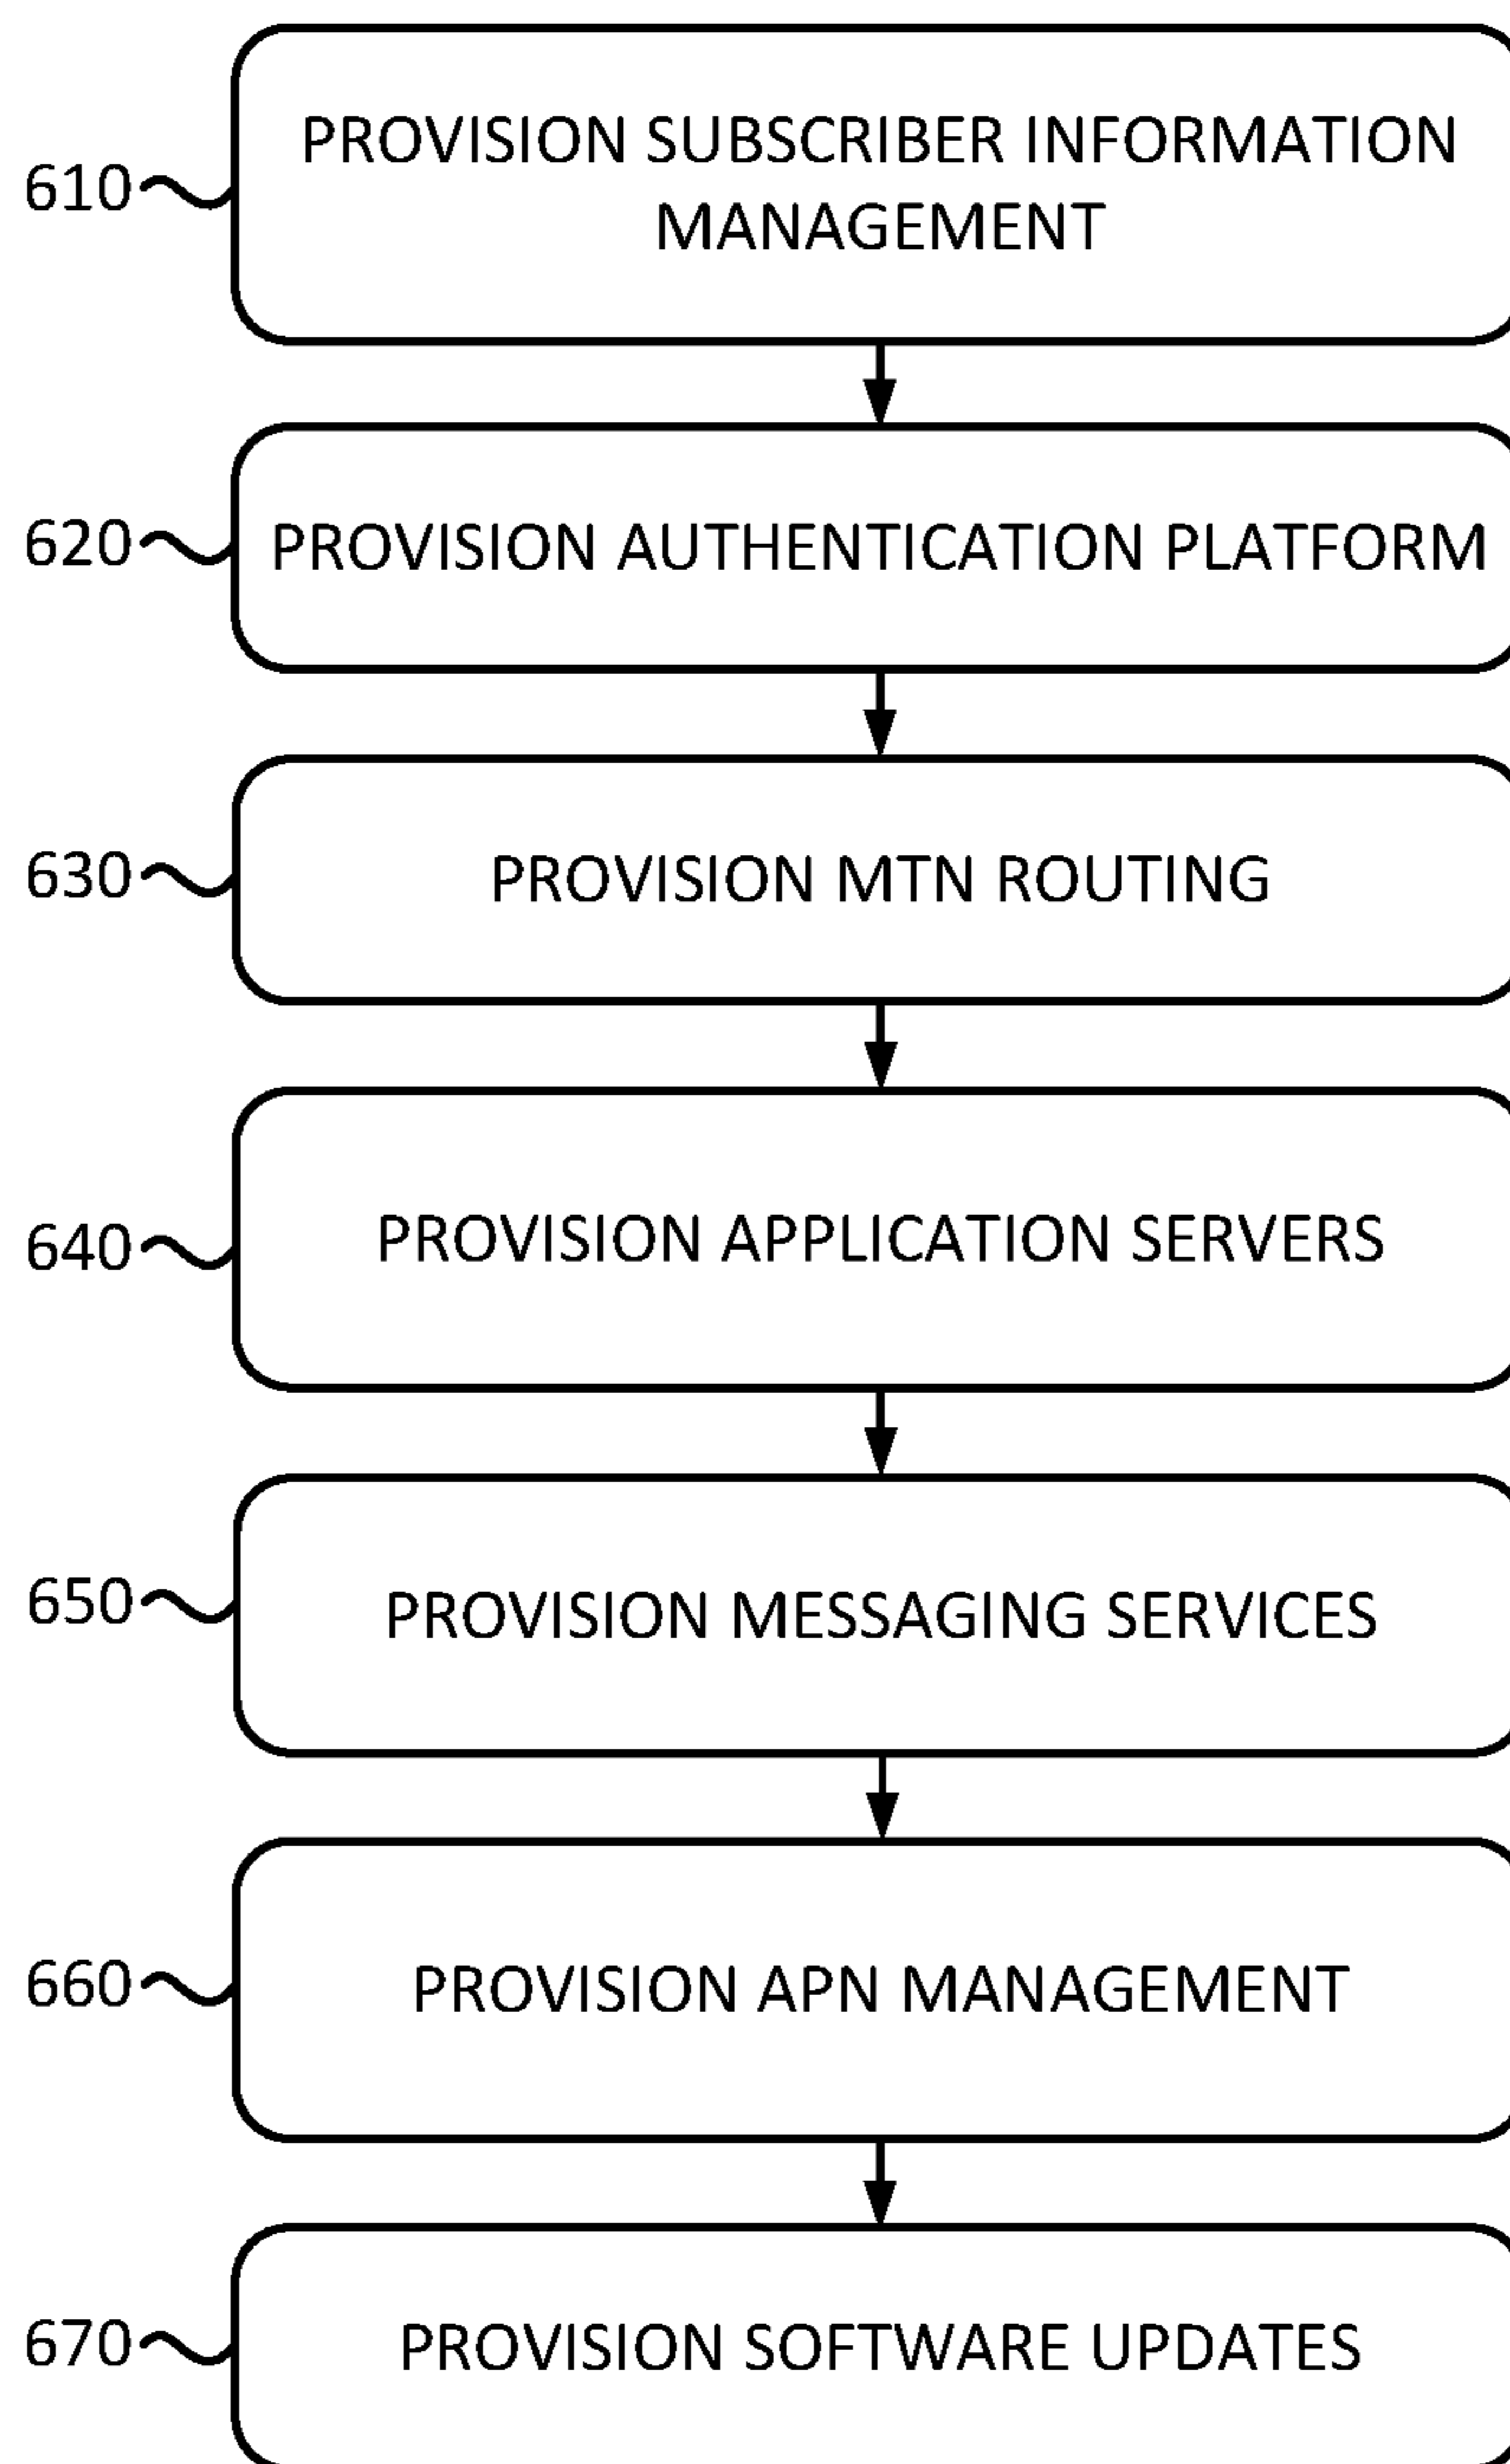 610
PROVISION SUBSCRIBER INFORMATION
MANAGEMENT
620
PROVISION AUTHENTICATION PLATFORM
630
PROVISION MTN ROUTING
640
PROVISION APPLICATION SERVERS
650
PROVISION MESSAGING SERVICES
660
PROVISION APN MANAGEMENT
670
PROVISION SOFTWARE UPDATES